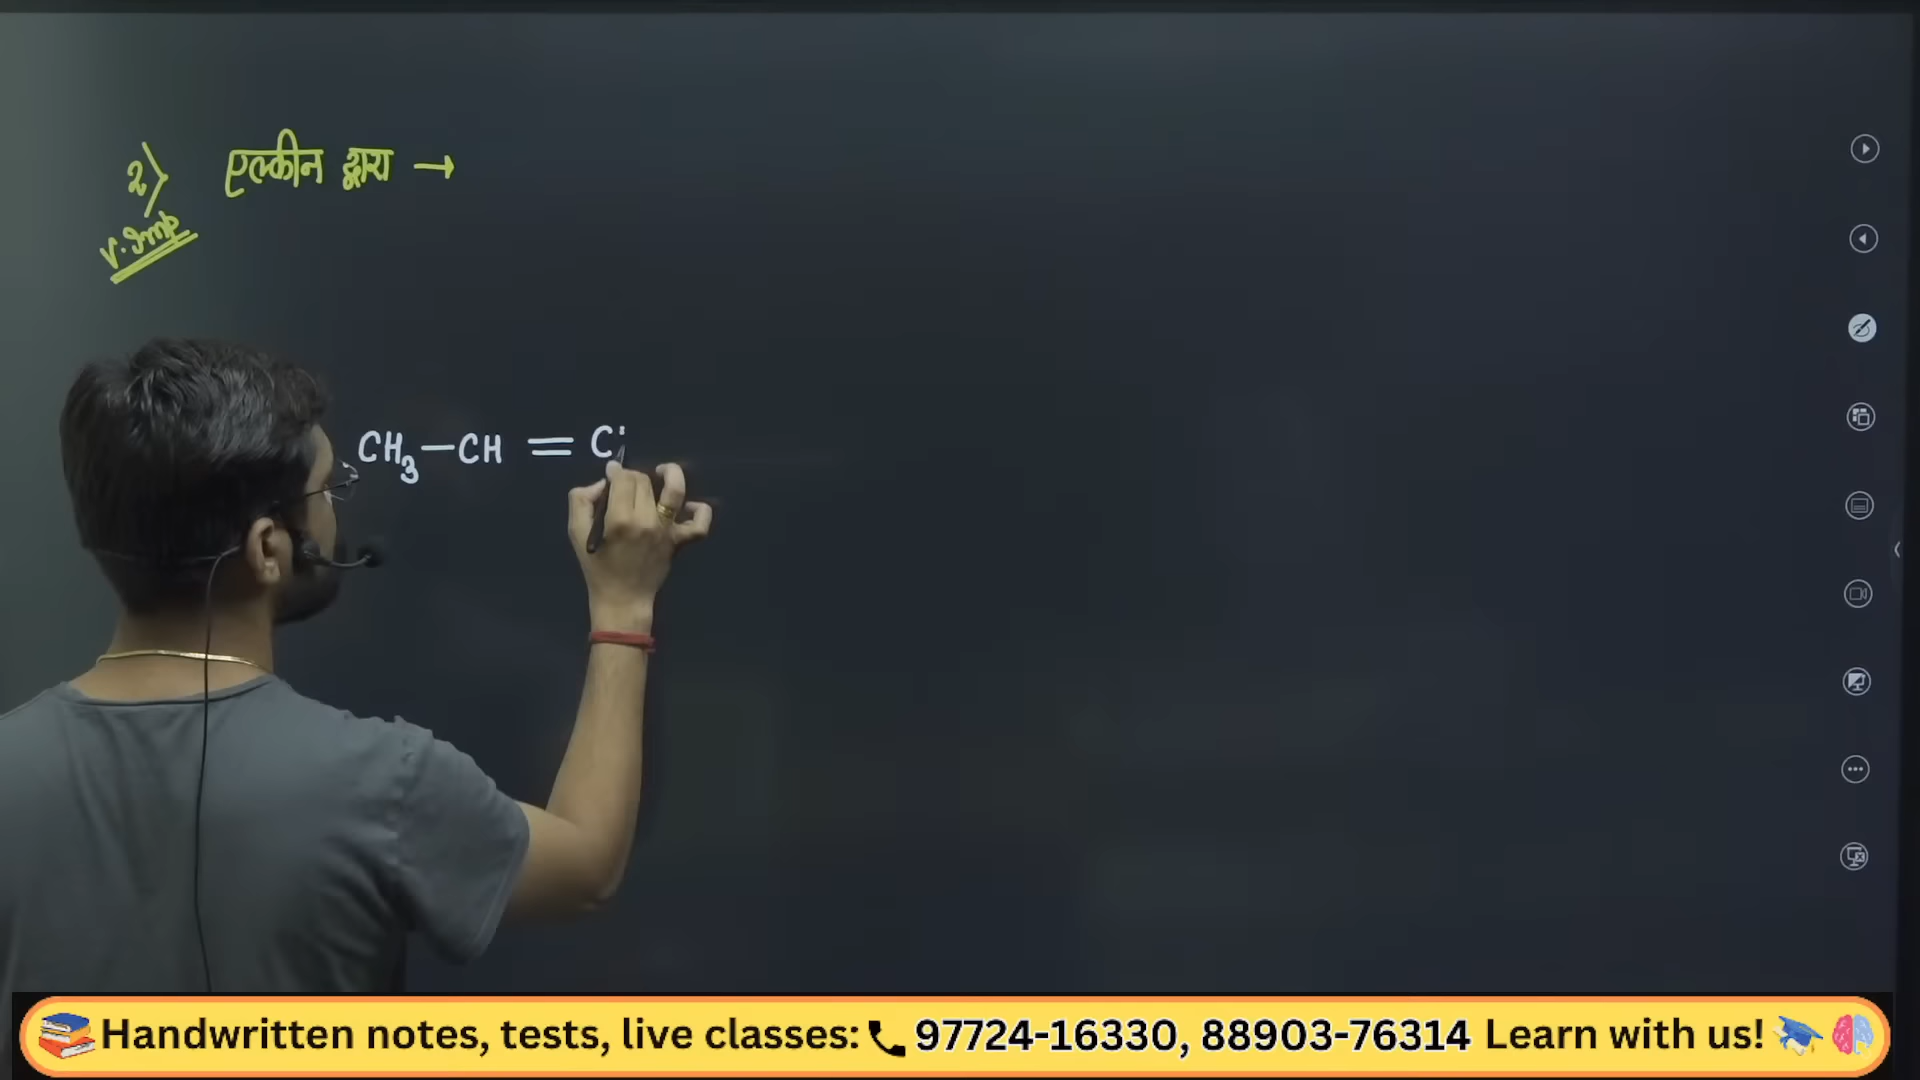 2) एल्कीन द्वारा →
V. Imp
CH₃—CH = C
Handwritten notes, tests, live classes: 97724-16330, 88903-76314 Learn with us!